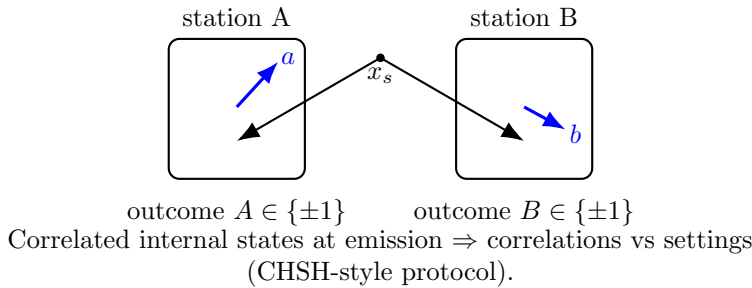 station A
station B
a
x_s
b
outcome A ∈ {±1}
outcome B ∈ {±1}
Correlated internal states at emission ⇒ correlations vs settings
(CHSH-style protocol).